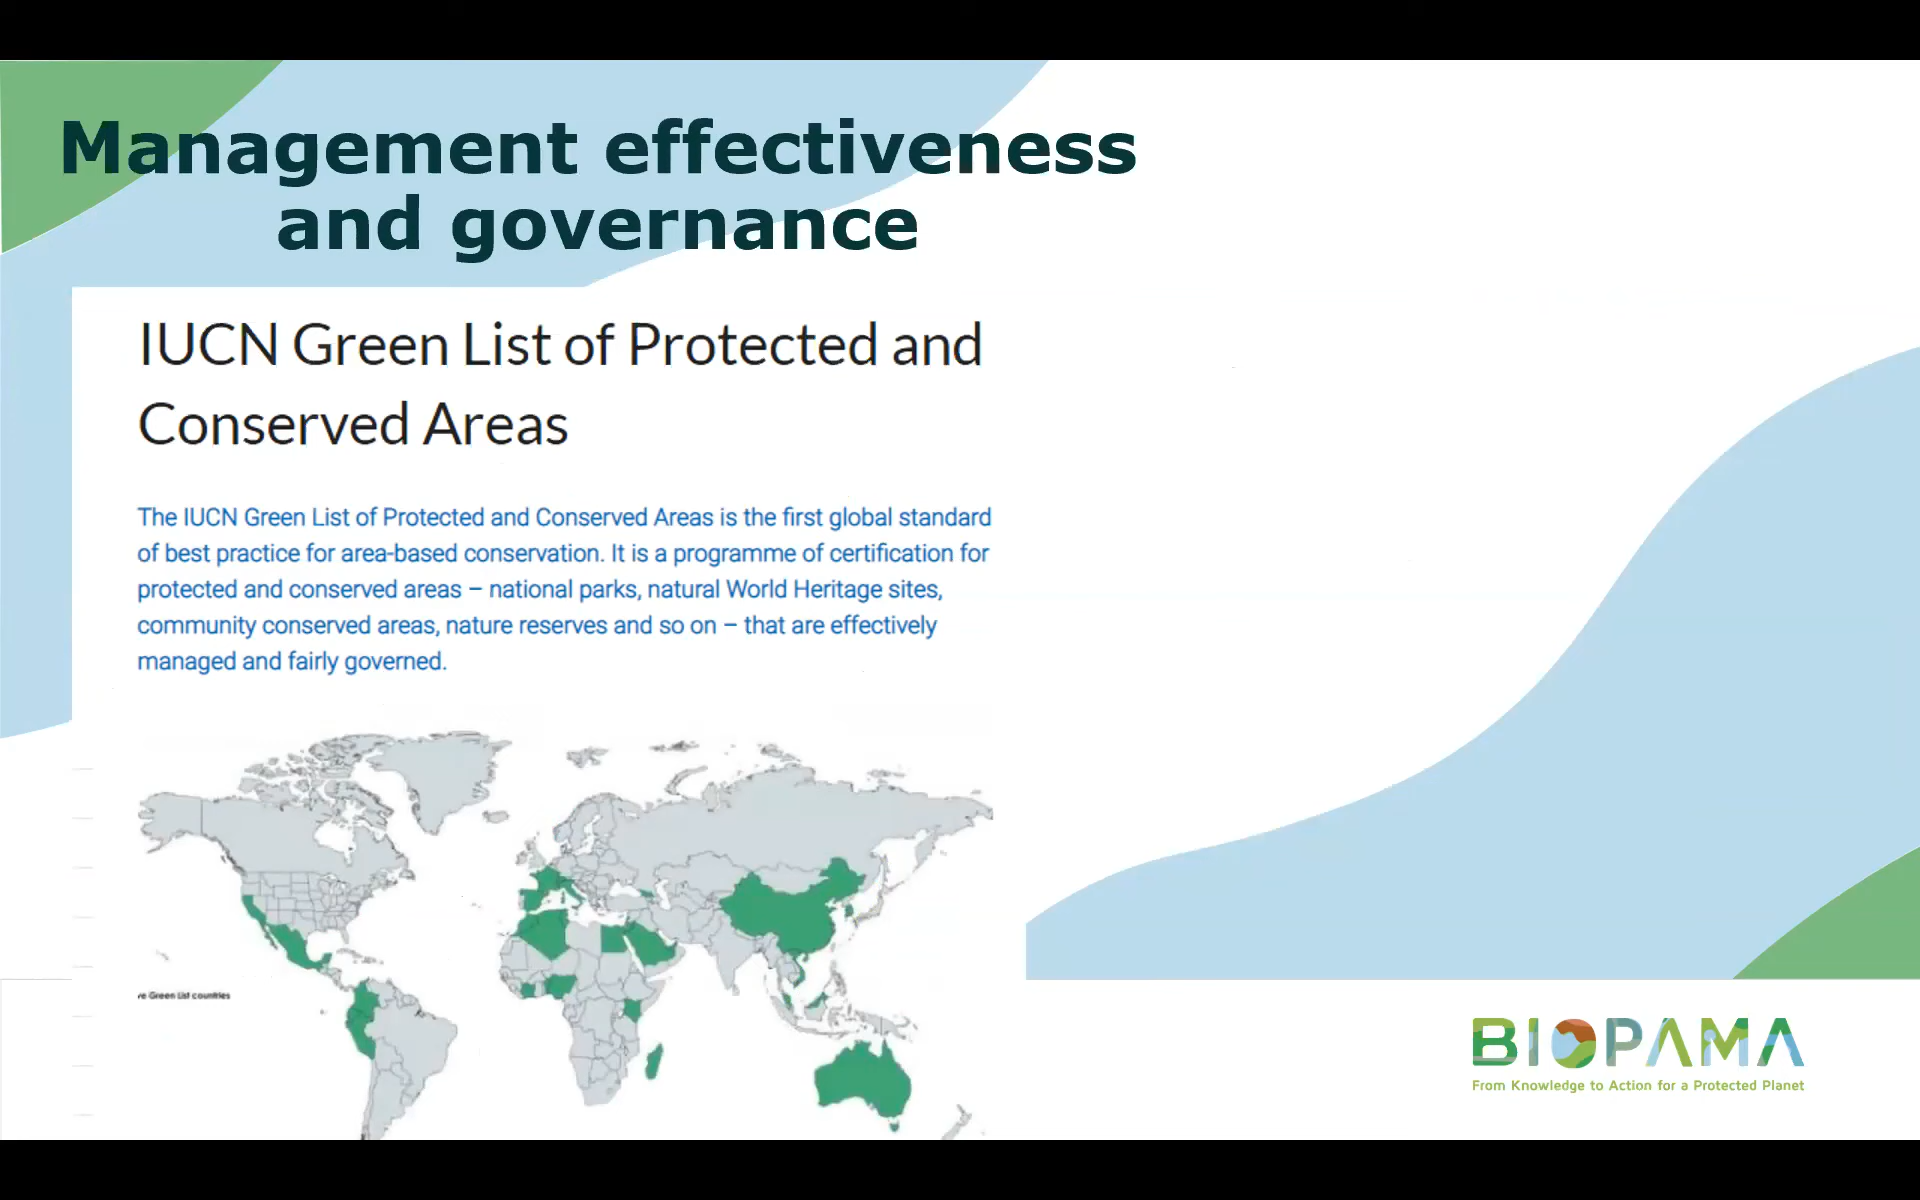 Management effectiveness
and governance
IUCN Green List of Protected and
Conserved Areas
The IUCN Green List of Protected and Conserved Areas is the first global standard
of best practice for area-based conservation. It is a programme of certification for
protected and conserved areas – national parks, natural World Heritage sites,
community conserved areas, nature reserves and so on – that are effectively
managed and fairly governed.
Green List countries
BIOPAMA
From Knowledge to Action for a Protected Planet